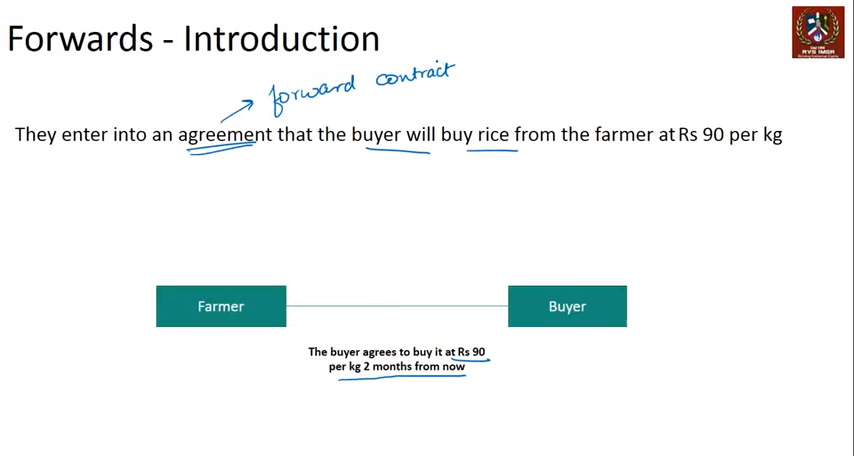 Forwards - Introduction
RVS IMSR
forward contract
They enter into an agreement that the buyer will buy rice from the farmer at Rs 90 per kg
Farmer
Buyer
The buyer agrees to buy it at Rs 90
per kg 2 months from now